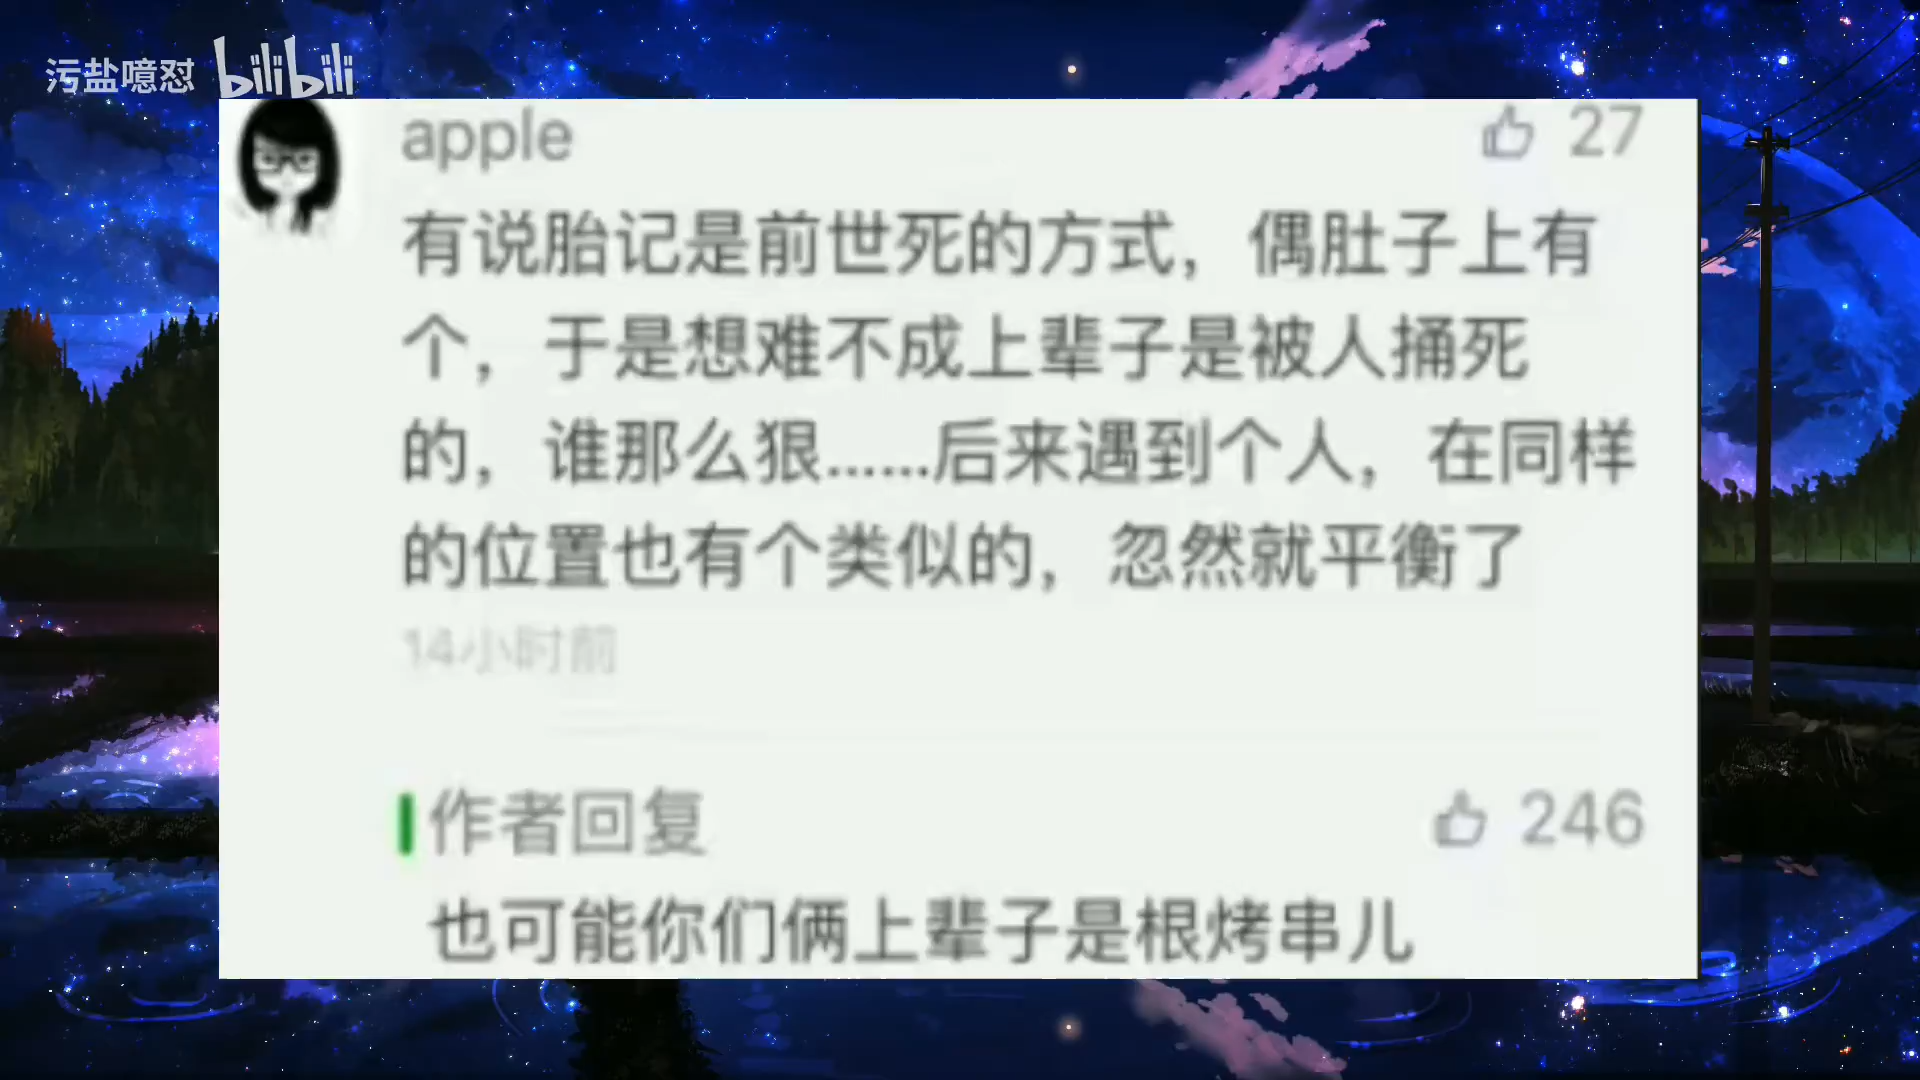 污盐噫怼 bilibili
apple 27
有说胎记是前世死的方式，偶肚子上有
个，于是想难不成上辈子是被人捅死
的，谁那么狠……后来遇到个人，在同样
的位置也有个类似的，忽然就平衡了
14小时前
作者回复 246
也可能你们俩上辈子是根烤串儿